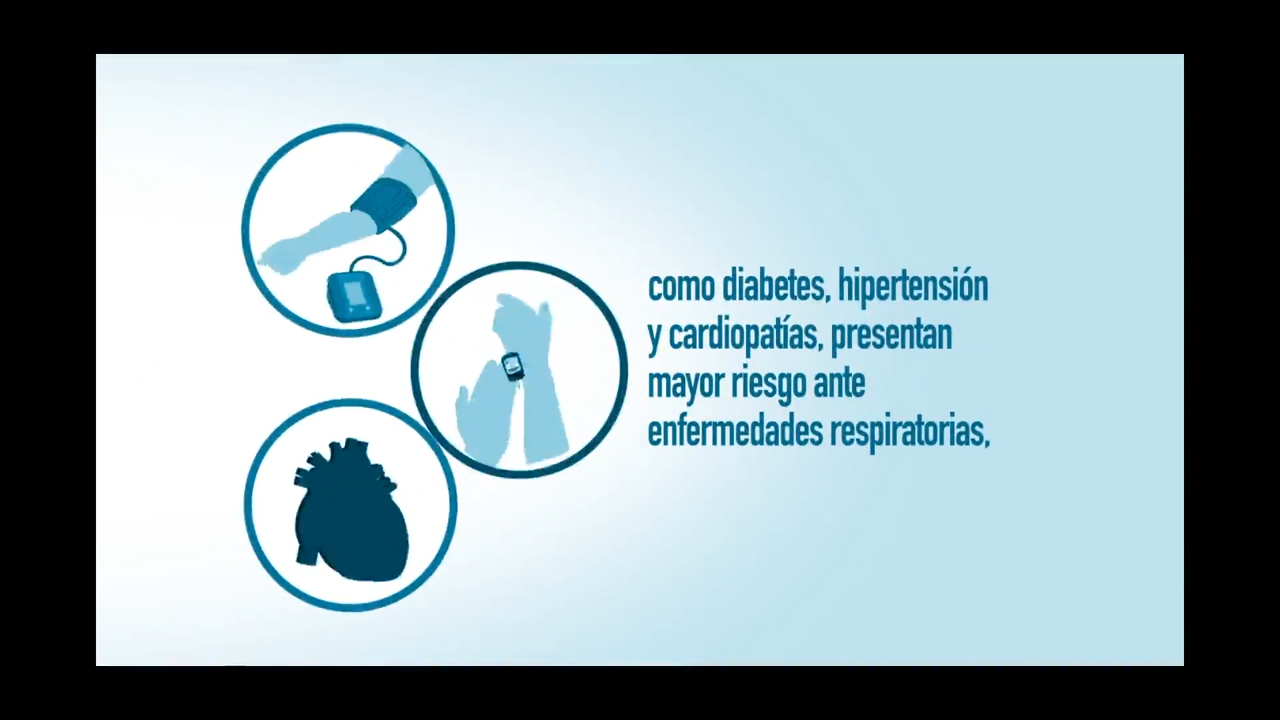 como diabetes, hipertensión
y cardiopatías, presentan
mayor riesgo ante
enfermedades respiratorias,